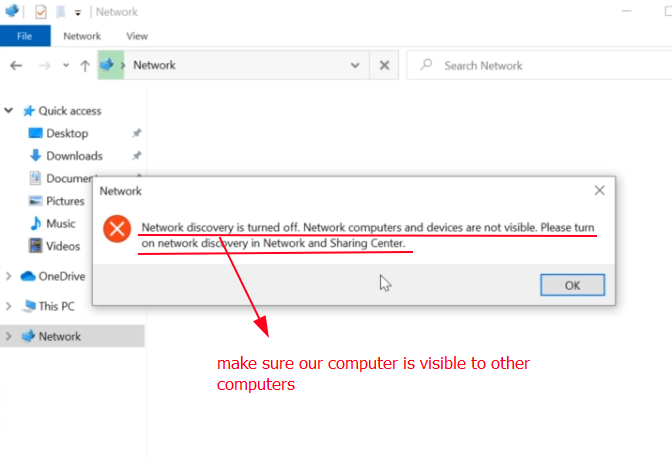 Network
File
Network
View
Network
Search Network
Quick access
Desktop
Downloads
Pictures
Music
Videos
OneDrive
This PC
Network
Network
Network discovery is turned off. Network computers and devices are not visible. Please turn
on network discovery in Network and Sharing Center.
OK
make sure our computer is visible to other
computers